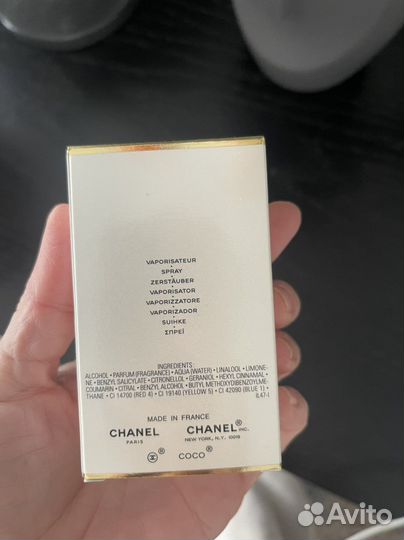 VAPORISATEUR
•
SPRAY
•
ZERSTÄUBER
•
VAPORISATOR
•
VAPORIZZATORE
•
VAPORIZADOR
•
SUIHKE
•
ΣΠΡΕΪ
INGREDIENTS:
ALCOHOL • PARFUM (FRAGRANCE) • AQUA (WATER) • LINALOOL • LIMONE-
NE • BENZYL SALICYLATE • CITRONELLOL • GERANIOL • HEXYL CINNAMAL •
COUMARIN • CITRAL • BENZYL ALCOHOL • BUTYL METHOXYDIBENZOYLME-
THANE • CI 14700 (RED 4) • CI 19140 (YELLOW 5) • CI 42090 (BLUE 1) •
IL47-I
MADE IN FRANCE
CHANEL CHANEL® INC.
PARIS NEW YORK, N.Y. 10019
® COCO®
Avito